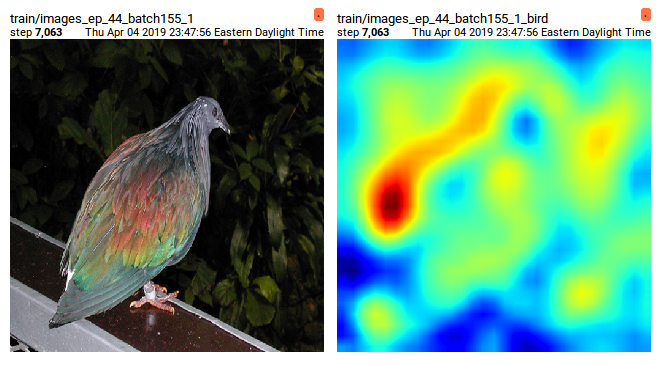 train/images_ep_44_batch155_1
step 7,063 Thu Apr 04 2019 23:47:56 Eastern Daylight Time
train/images_ep_44_batch155_1_bird
step 7,063 Thu Apr 04 2019 23:47:56 Eastern Daylight Time